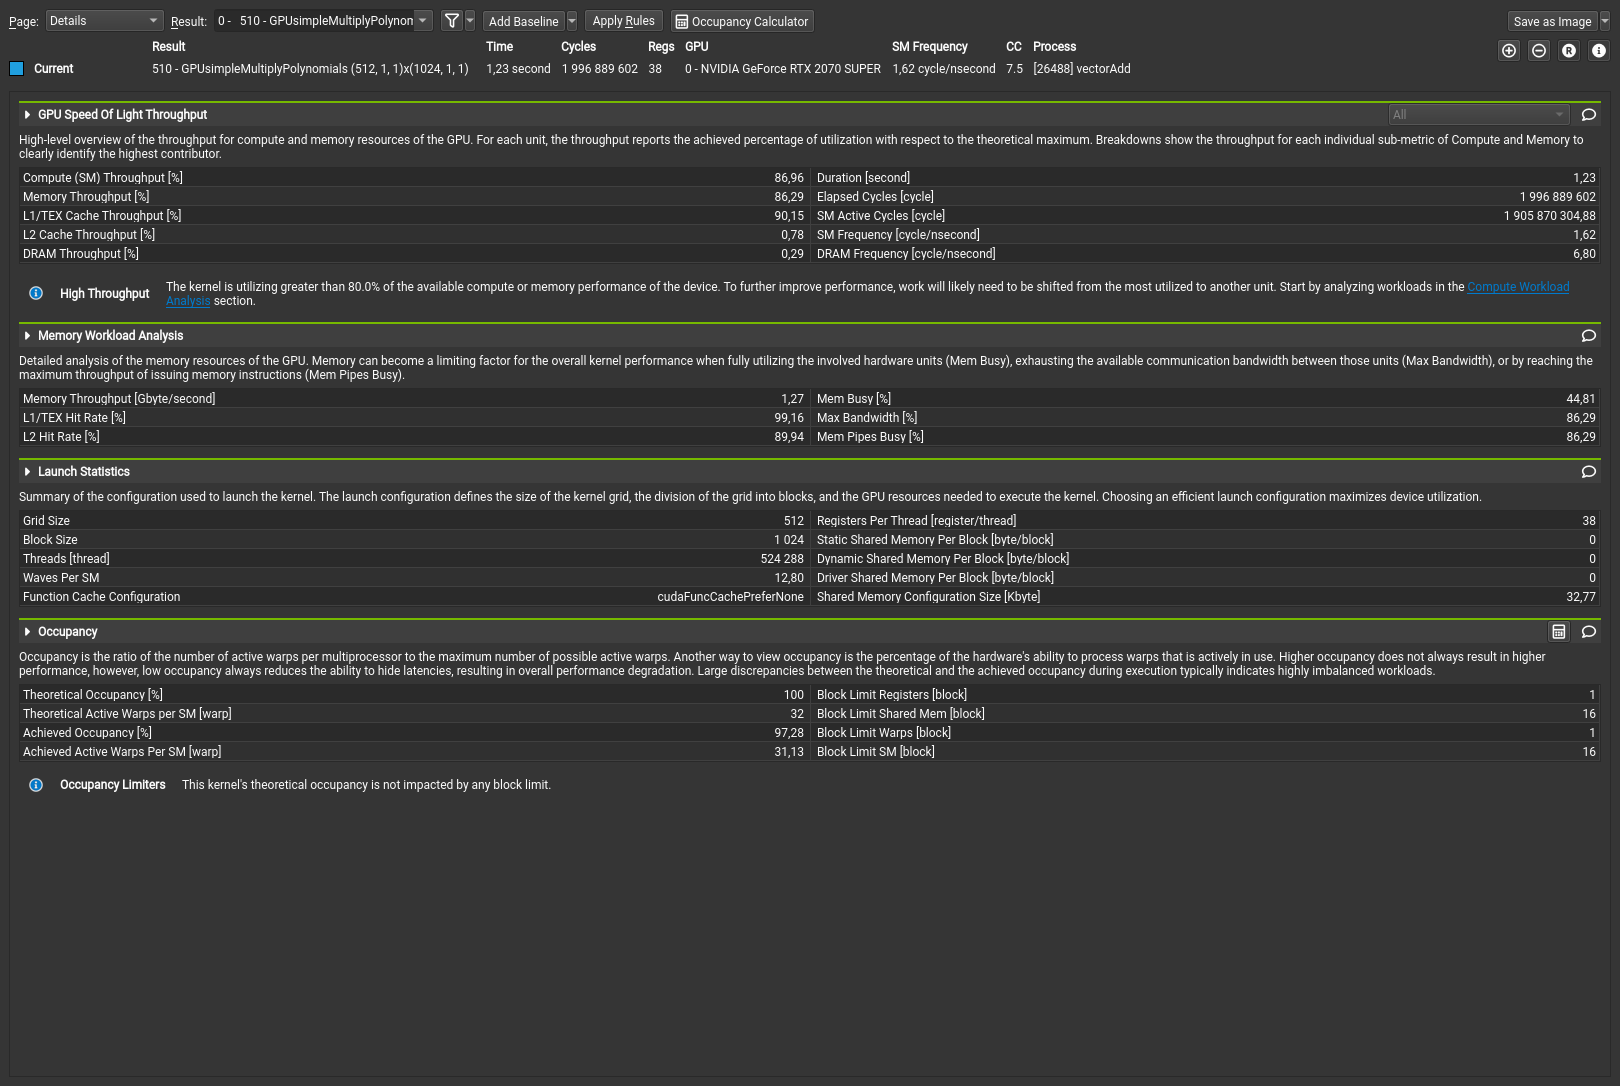 Page: Details Result: 0 - 510 - GPUsimpleMultiplyPolynom Add Baseline Apply Rules Occupancy Calculator Save as Image
Result Time Cycles Regs GPU SM Frequency CC Process
Current 510 - GPUsimpleMultiplyPolynomials (512, 1, 1)x(1024, 1, 1) 1,23 second 1 996 889 602 38 0 - NVIDIA GeForce RTX 2070 SUPER 1,62 cycle/nsecond 7.5 [26488] vectorAdd
GPU Speed Of Light Throughput All
High-level overview of the throughput for compute and memory resources of the GPU. For each unit, the throughput reports the achieved percentage of utilization with respect to the theoretical maximum. Breakdowns show the throughput for each individual sub-metric of Compute and Memory to
clearly identify the highest contributor.
Compute (SM) Throughput [%] 86,96 Duration [second] 1,23
Memory Throughput [%] 86,29 Elapsed Cycles [cycle] 1 996 889 602
L1/TEX Cache Throughput [%] 90,15 SM Active Cycles [cycle] 1 905 870 304,88
L2 Cache Throughput [%] 0,78 SM Frequency [cycle/nsecond] 1,62
DRAM Throughput [%] 0,29 DRAM Frequency [cycle/nsecond] 6,80
High Throughput The kernel is utilizing greater than 80.0% of the available compute or memory performance of the device. To further improve performance, work will likely need to be shifted from the most utilized to another unit. Start by analyzing workloads in the Compute Workload
Analysis section.
Memory Workload Analysis
Detailed analysis of the memory resources of the GPU. Memory can become a limiting factor for the overall kernel performance when fully utilizing the involved hardware units (Mem Busy), exhausting the available communication bandwidth between those units (Max Bandwidth), or by reaching the
maximum throughput of issuing memory instructions (Mem Pipes Busy).
Memory Throughput [Gbyte/second] 1,27 Mem Busy [%] 44,81
L1/TEX Hit Rate [%] 99,16 Max Bandwidth [%] 86,29
L2 Hit Rate [%] 89,94 Mem Pipes Busy [%] 86,29
Launch Statistics
Summary of the configuration used to launch the kernel. The launch configuration defines the size of the kernel grid, the division of the grid into blocks, and the GPU resources needed to execute the kernel. Choosing an efficient launch configuration maximizes device utilization.
Grid Size 512 Registers Per Thread [register/thread] 38
Block Size 1 024 Static Shared Memory Per Block [byte/block] 0
Threads [thread] 524 288 Dynamic Shared Memory Per Block [byte/block] 0
Waves Per SM 12,80 Driver Shared Memory Per Block [byte/block] 0
Function Cache Configuration cudaFuncCachePreferNone Shared Memory Configuration Size [Kbyte] 32,77
Occupancy
Occupancy is the ratio of the number of active warps per multiprocessor to the maximum number of possible active warps. Another way to view occupancy is the percentage of the hardware's ability to process warps that is actively in use. Higher occupancy does not always result in higher
performance, however, low occupancy always reduces the ability to hide latencies, resulting in overall performance degradation. Large discrepancies between the theoretical and the achieved occupancy during execution typically indicates highly imbalanced workloads.
Theoretical Occupancy [%] 100 Block Limit Registers [block] 1
Theoretical Active Warps per SM [warp] 32 Block Limit Shared Mem [block] 16
Achieved Occupancy [%] 97,28 Block Limit Warps [block] 1
Achieved Active Warps Per SM [warp] 31,13 Block Limit SM [block] 16
Occupancy Limiters This kernel's theoretical occupancy is not impacted by any block limit.